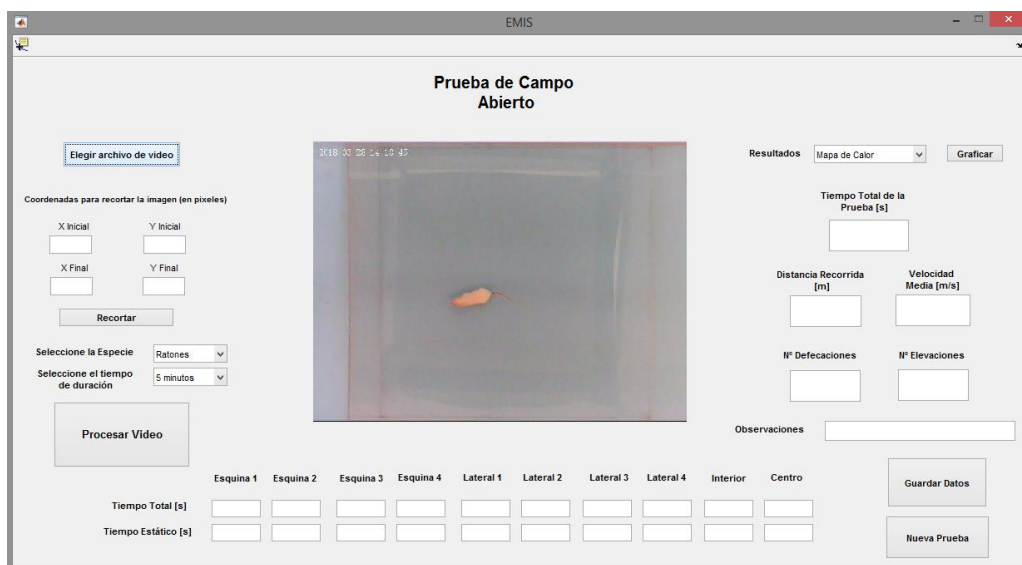 EMIS
Prueba de Campo
Abierto
Elegir archivo de video
Coordenadas para recortar la imagen (en pixeles)
X Inicial
Y Inicial
X Final
Y Final
Recortar
Seleccione la Especie
Ratones
Seleccione el tiempo
de duración
5 minutos
Procesar Video
Resultados
Mapa de Calor
Graficar
Tiempo Total de la
Prueba [s]
Distancia Recorrida
[m]
Velocidad
Media [m/s]
Nº Defecaciones
Nº Elevaciones
Observaciones
Esquina 1 Esquina 2 Esquina 3 Esquina 4 Lateral 1 Lateral 2 Lateral 3 Lateral 4 Interior Centro
Tiempo Total [s]
Tiempo Estático [s]
Guardar Datos
Nueva Prueba